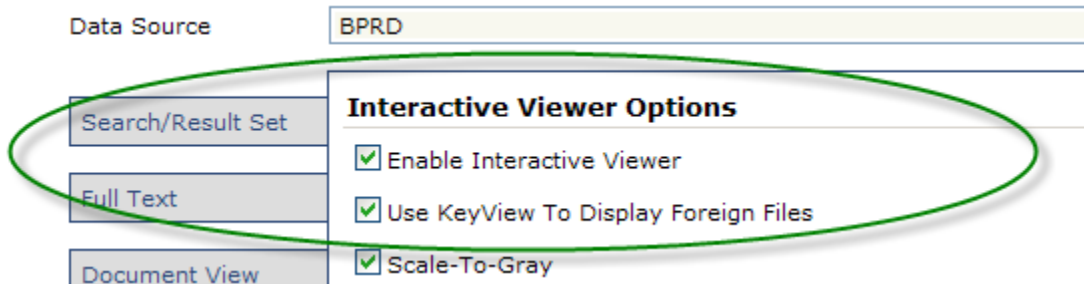 Data Source
BPRD
Interactive Viewer Options
Search/Result Set
Enable Interactive Viewer
Full Text
Use KeyView To Display Foreign Files
Scale-To-Gray
Document View